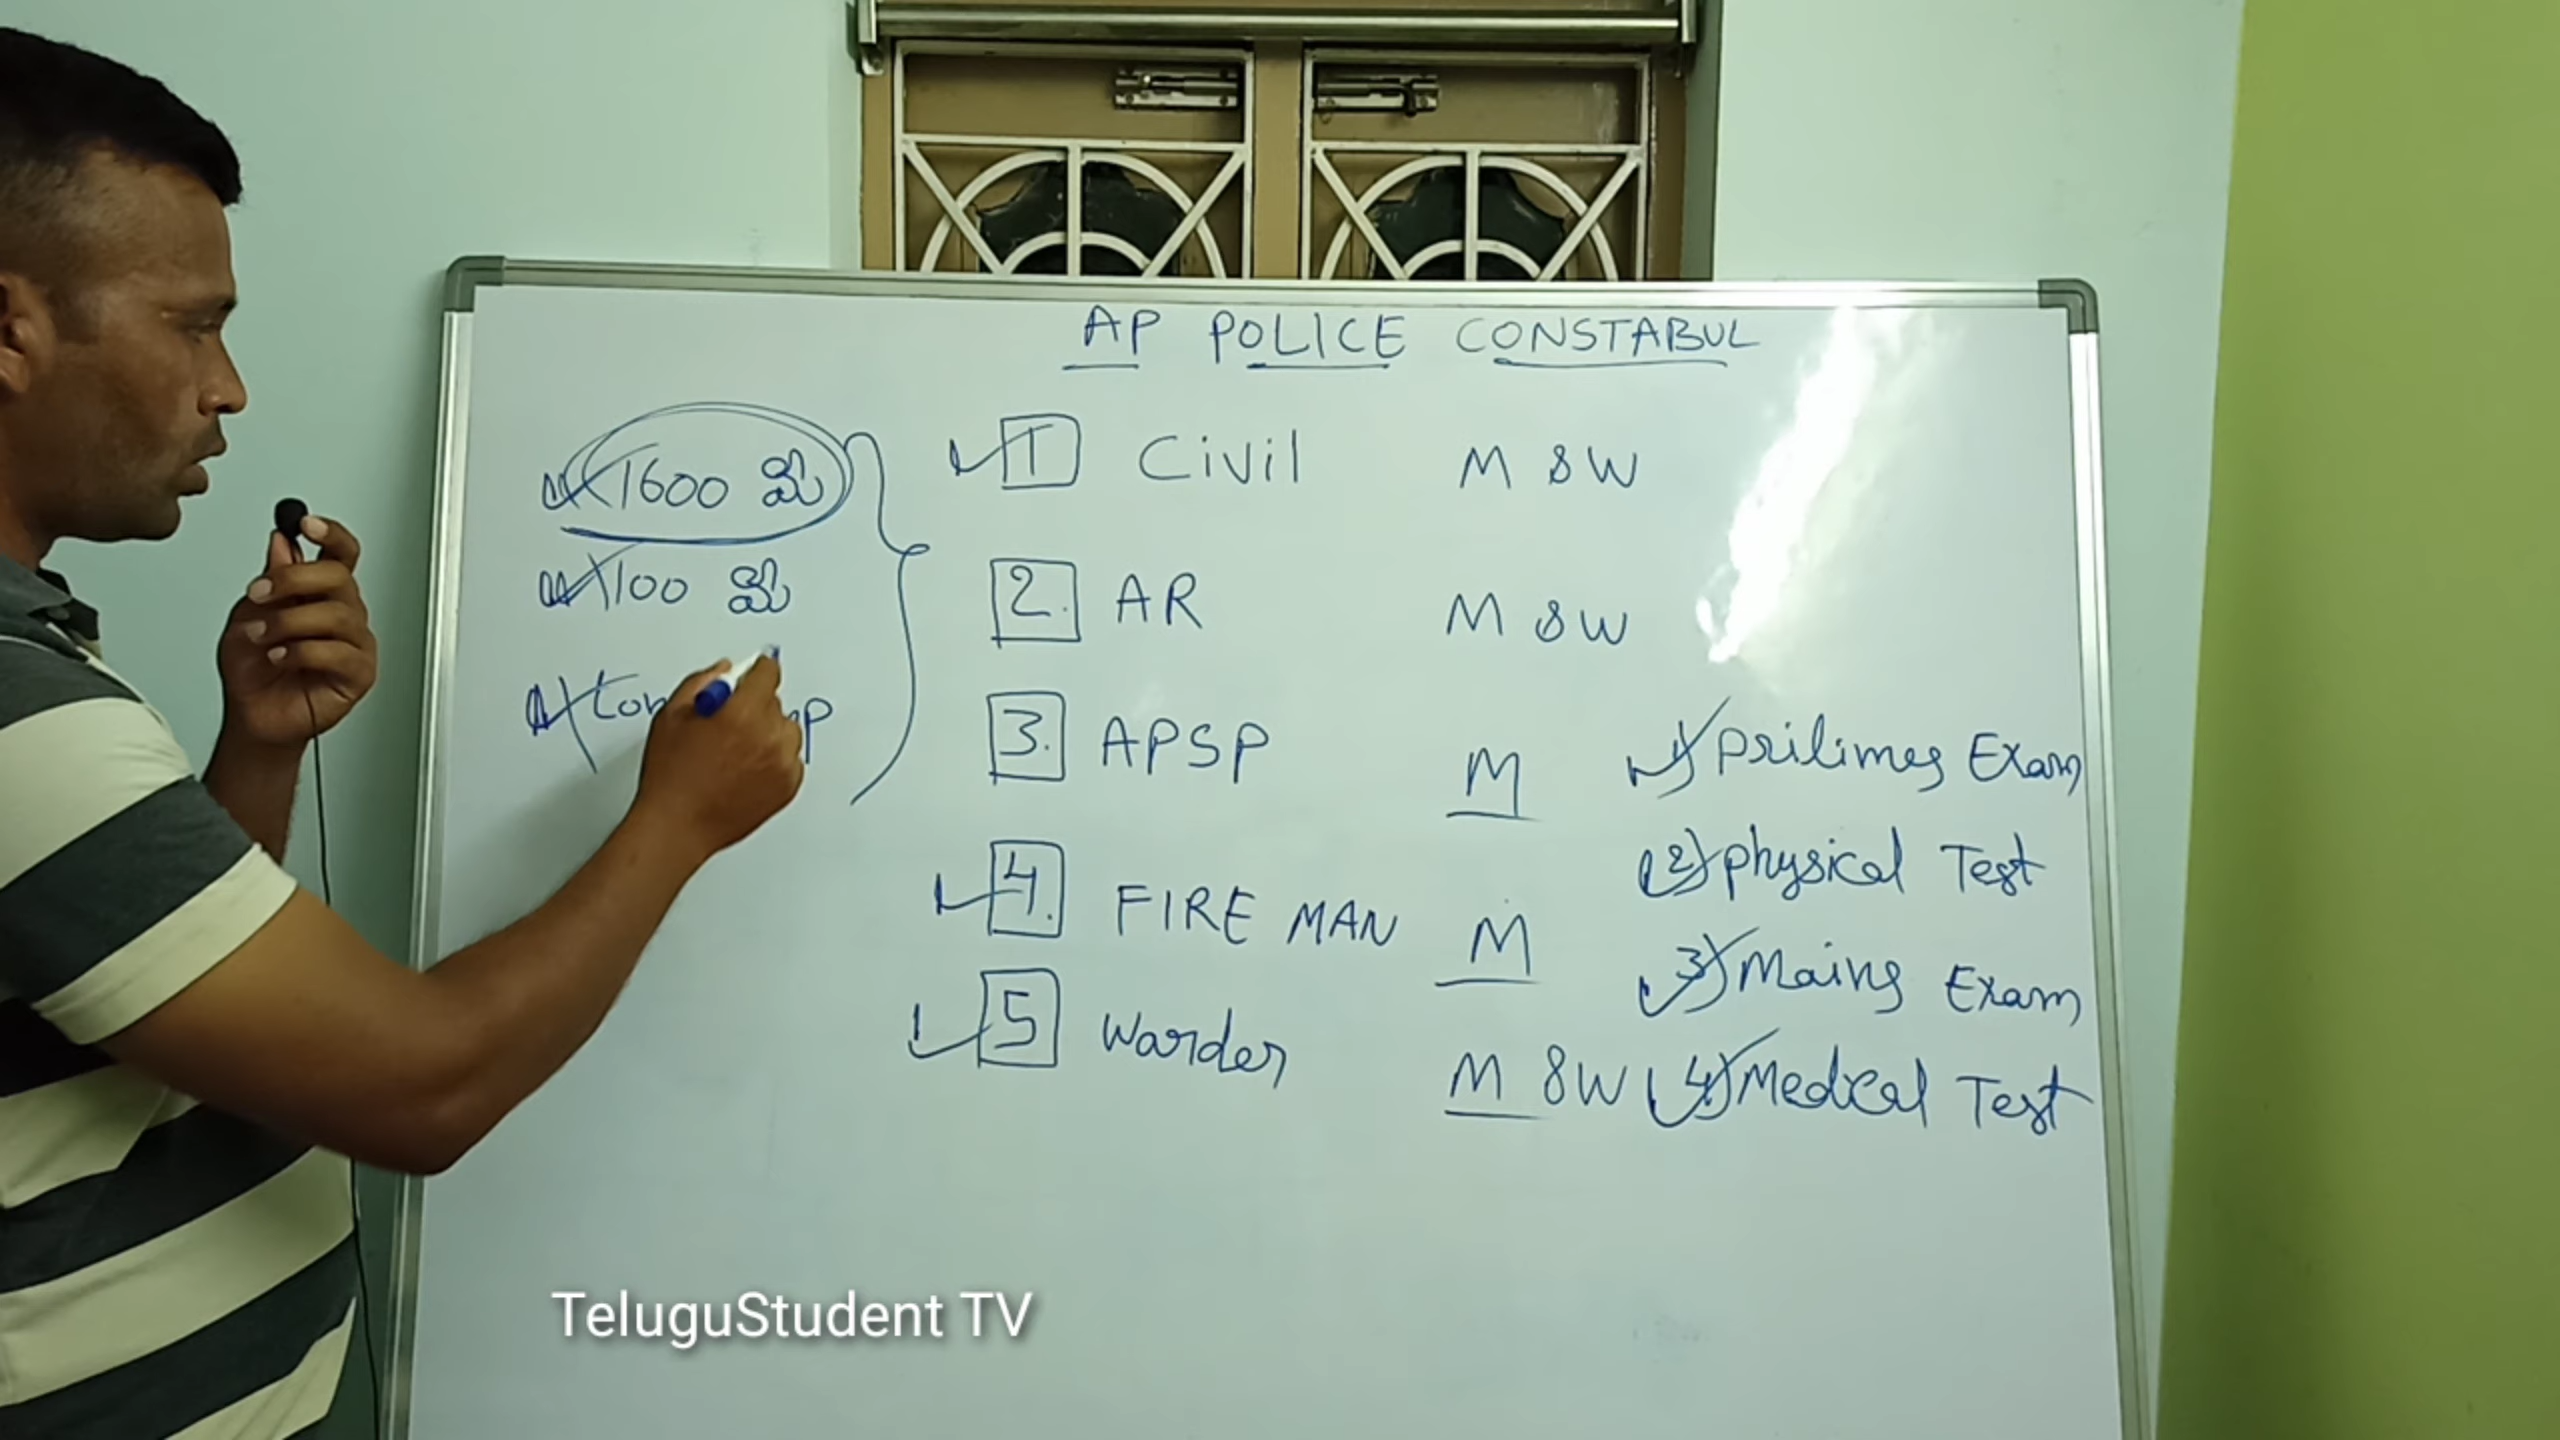 AP POLICE CONSTABUL
1600 మీ
100 మీ
1 Civil M & W
2. AR M & W
3. APSP M
4. FIRE MAN M
5 Warder M & W
1) Prilimes Exam
2) physical Test
3) Mains Exam
4) Medical Test
TeluguStudent TV